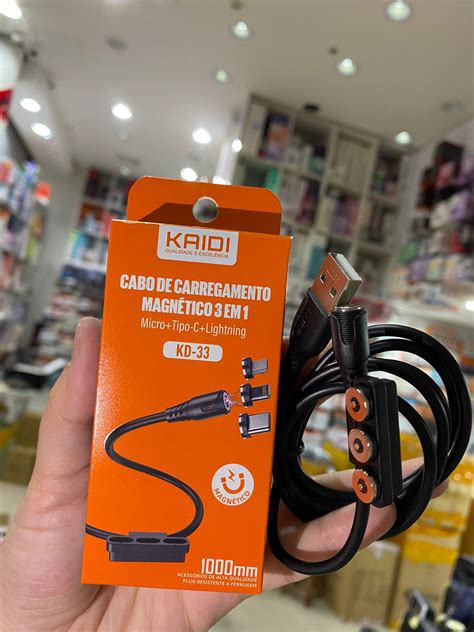 KAIDI
QUALIDADE E EXCELÊNCIA
CABO DE CARREGAMENTO
MAGNÉTICO 3 EM 1
Micro+Tipo-C+Lightning
KD-33
MAGNÉTICO
1000mm
ACESSÓRIOS DE ALTA QUALIDADE
PLUG RESISTENTE A FERRUGEM